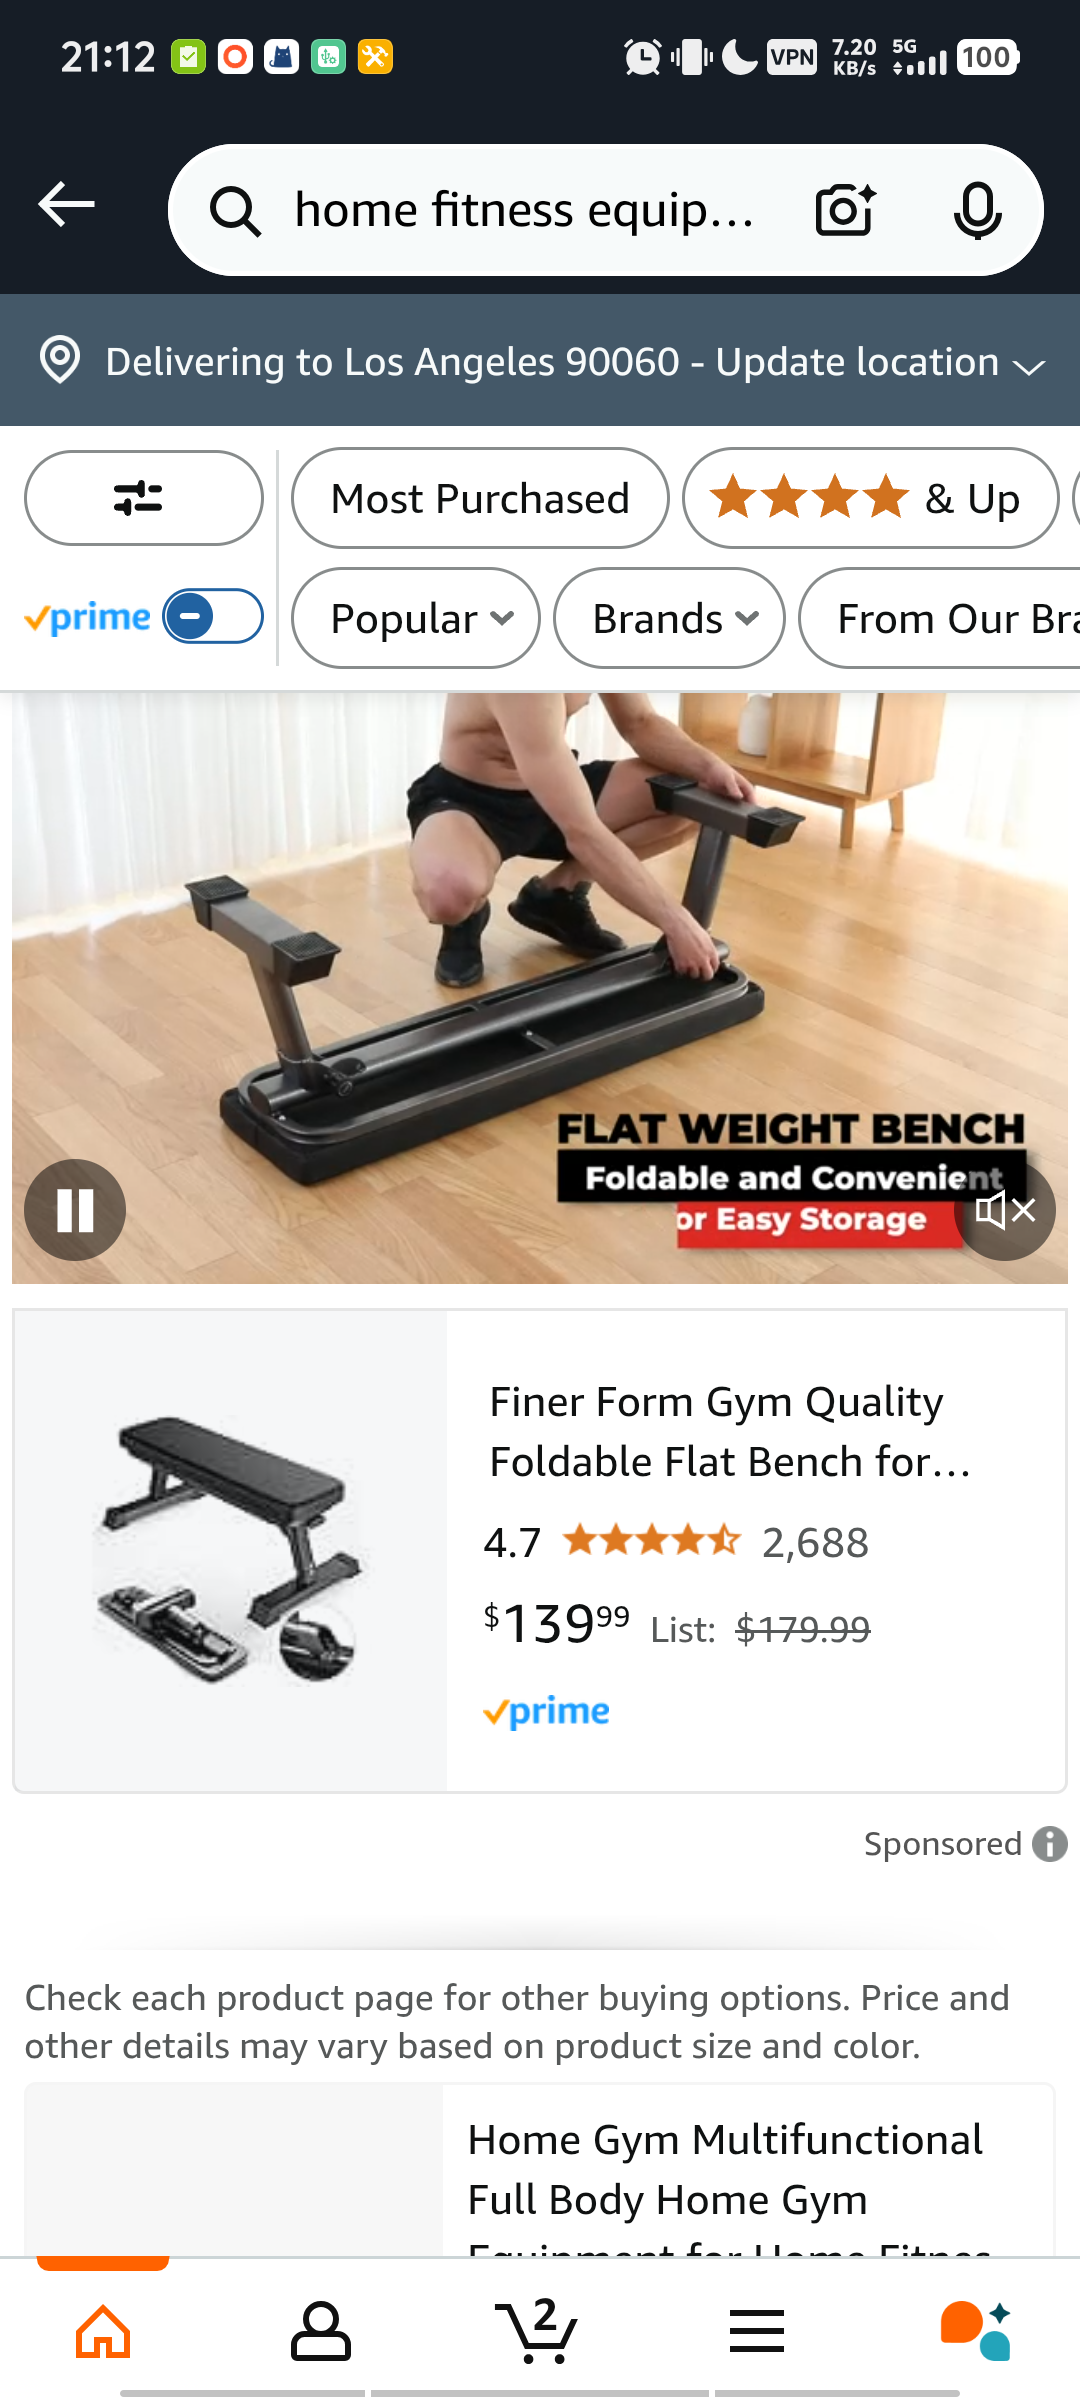 21:12
VPN
7.20
KB/s
5G
100
home fitness equip...
Delivering to Los Angeles 90060 - Update location
Most Purchased
& Up
prime
Popular
Brands
From Our Bra
FLAT WEIGHT BENCH
Foldable and Convenient
or Easy Storage
Finer Form Gym Quality
Foldable Flat Bench for...
4.7 2,688
$139.99 List: $179.99
prime
Sponsored
Check each product page for other buying options. Price and
other details may vary based on product size and color.
Home Gym Multifunctional
Full Body Home Gym
Equipment for Home Fitnes
2